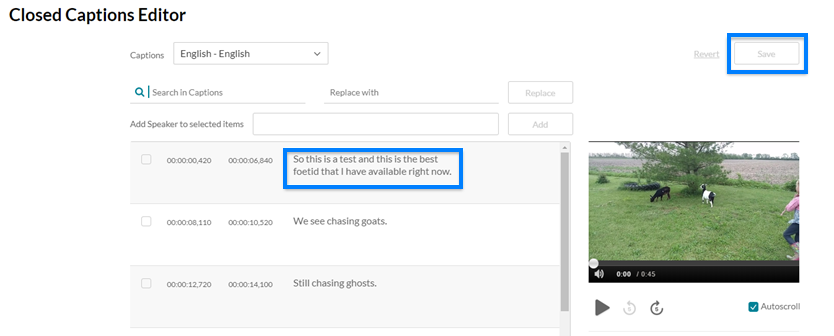 Closed Captions Editor
Captions English - English Revert Save
Search in Captions Replace with Replace
Add Speaker to selected items Add
00:00:00,420 00:00:06,840 So this is a test and this is the best
foetid that I have available right now.
00:00:08,110 00:00:10,520 We see chasing goats.
00:00:12,720 00:00:14,100 Still chasing ghosts.
0:00 / 0:45
5 5
Autoscroll